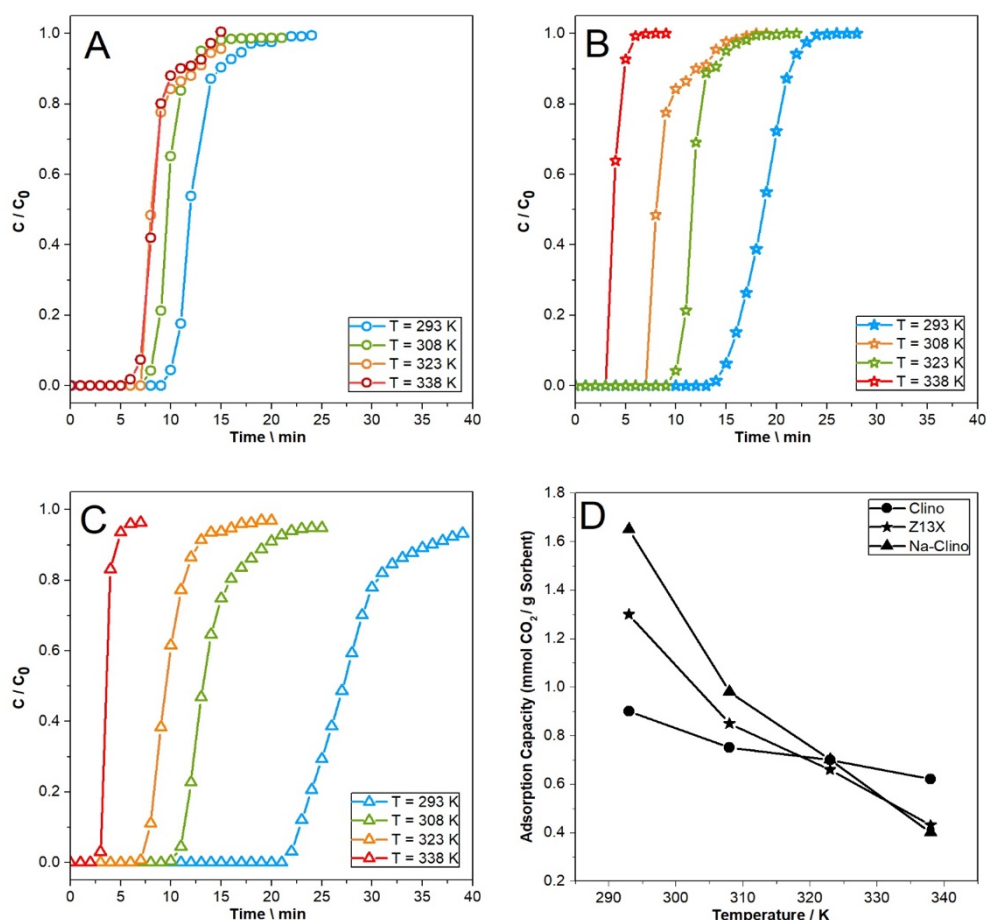 A
C / C0
1.0
0.8
0.6
0.4
0.2
0.0
T = 293 K
T = 308 K
T = 323 K
T = 338 K
0 5 10 15 20 25 30 35 40
Time \ min
B
C / C0
1.0
0.8
0.6
0.4
0.2
0.0
T = 293 K
T = 308 K
T = 323 K
T = 338 K
0 5 10 15 20 25 30 35 40
Time \ min
C
C / C0
1.0
0.8
0.6
0.4
0.2
0.0
T = 293 K
T = 308 K
T = 323 K
T = 338 K
0 5 10 15 20 25 30 35 40
Time \ min
D
Adsorption Capacity (mmol CO2 / g Sorbent)
1.8
1.6
1.4
1.2
1.0
0.8
0.6
0.4
0.2
Clino
Z13X
Na-Clino
290 300 310 320 330 340
Temperature / K